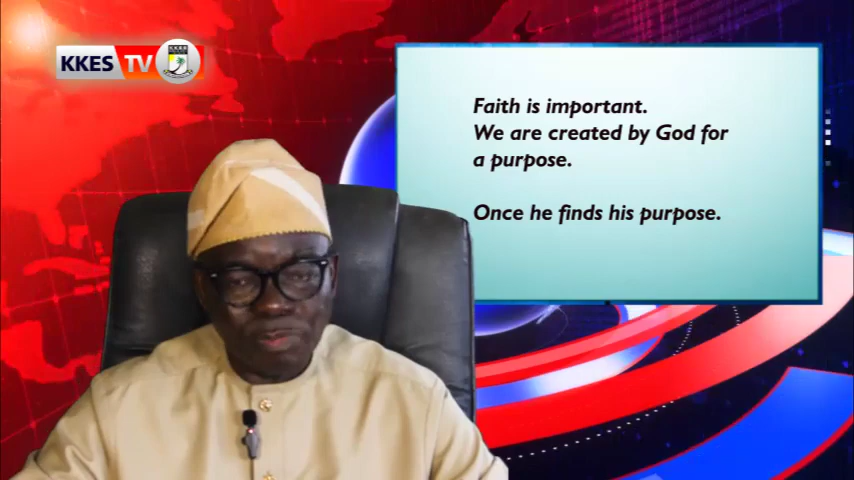 KKES TV
Faith is important.
We are created by God for
a purpose.
Once he finds his purpose.